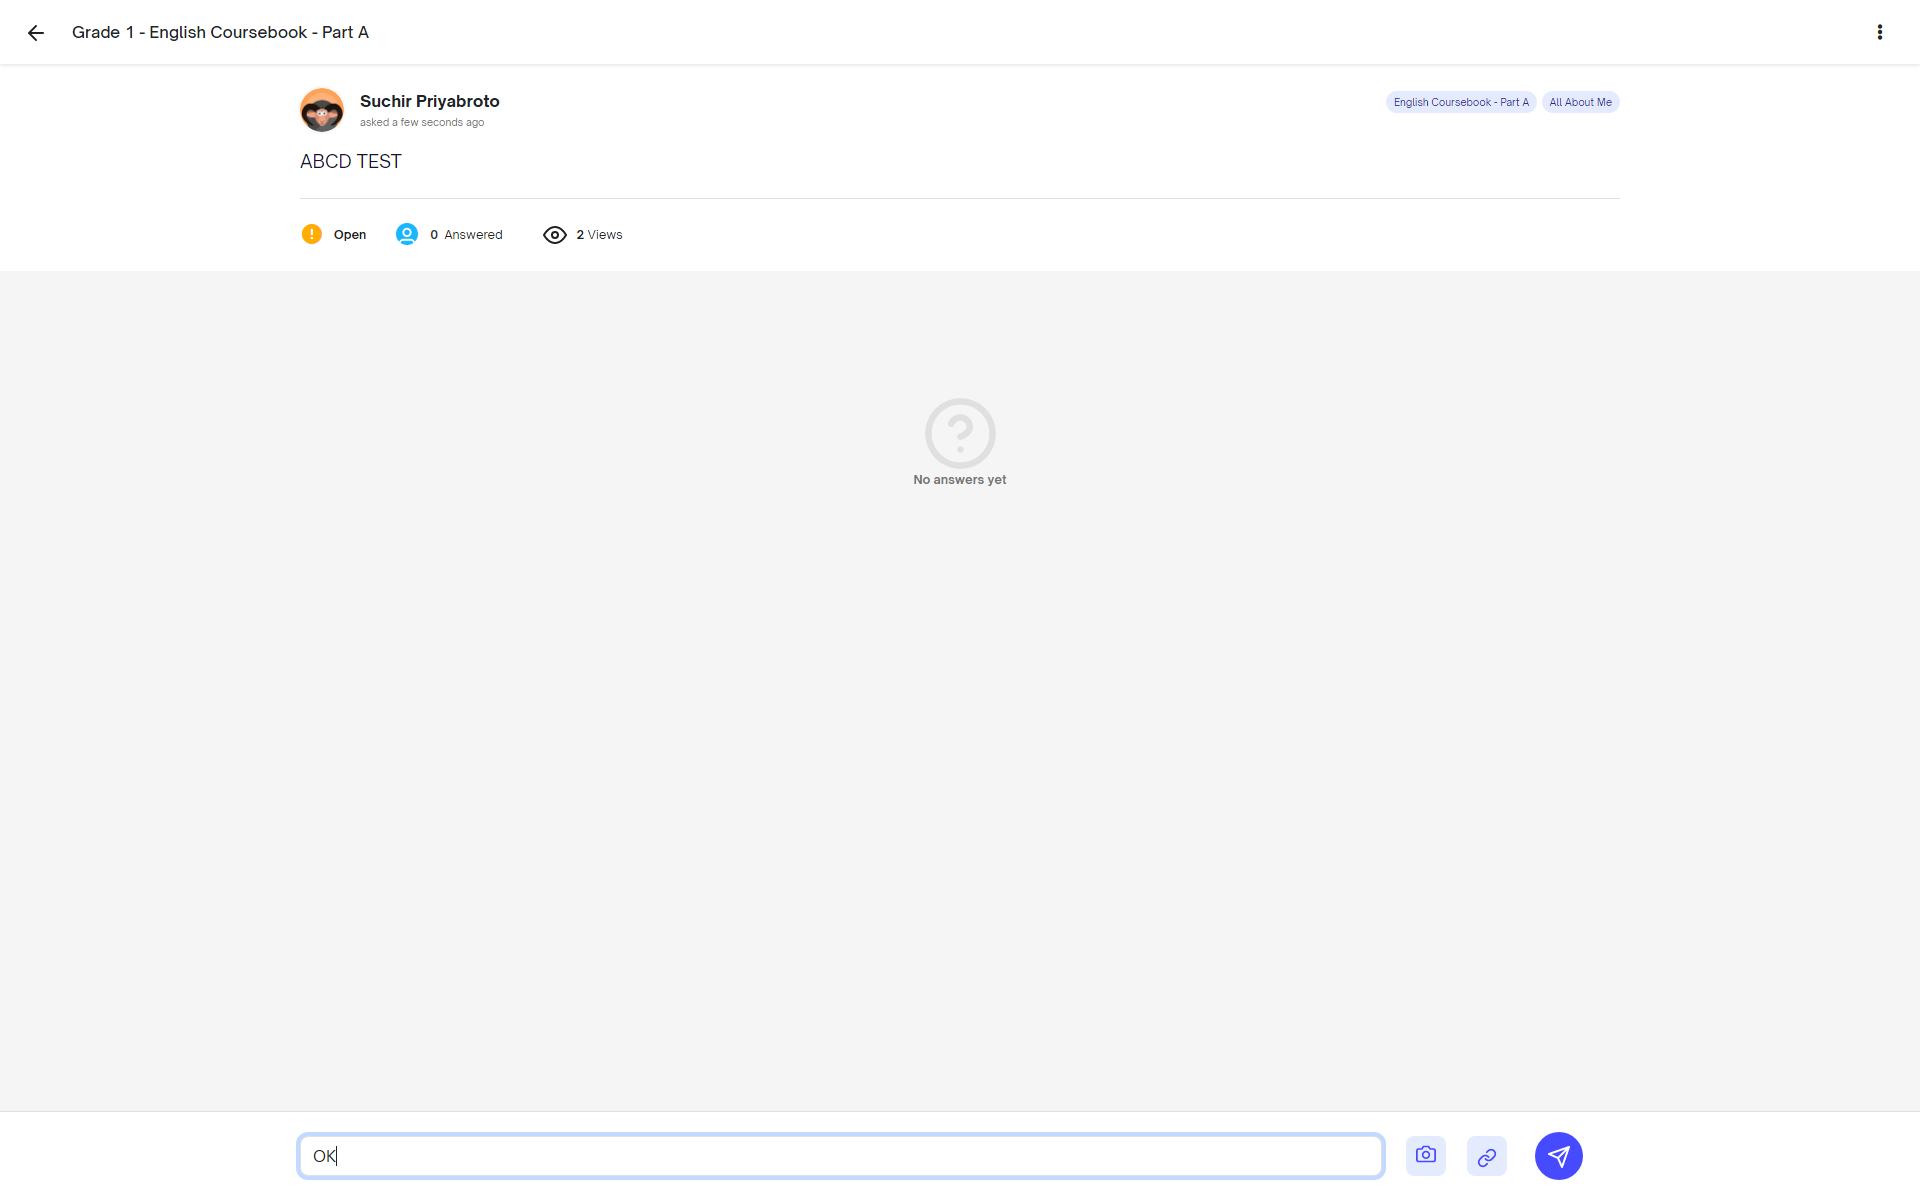 Grade 1 - English Coursebook - Part A
Suchir Priyabroto
asked a few seconds ago
English Coursebook - Part A
All About Me
ABCD TEST
Open
0 Answered
2 Views
No answers yet
OK